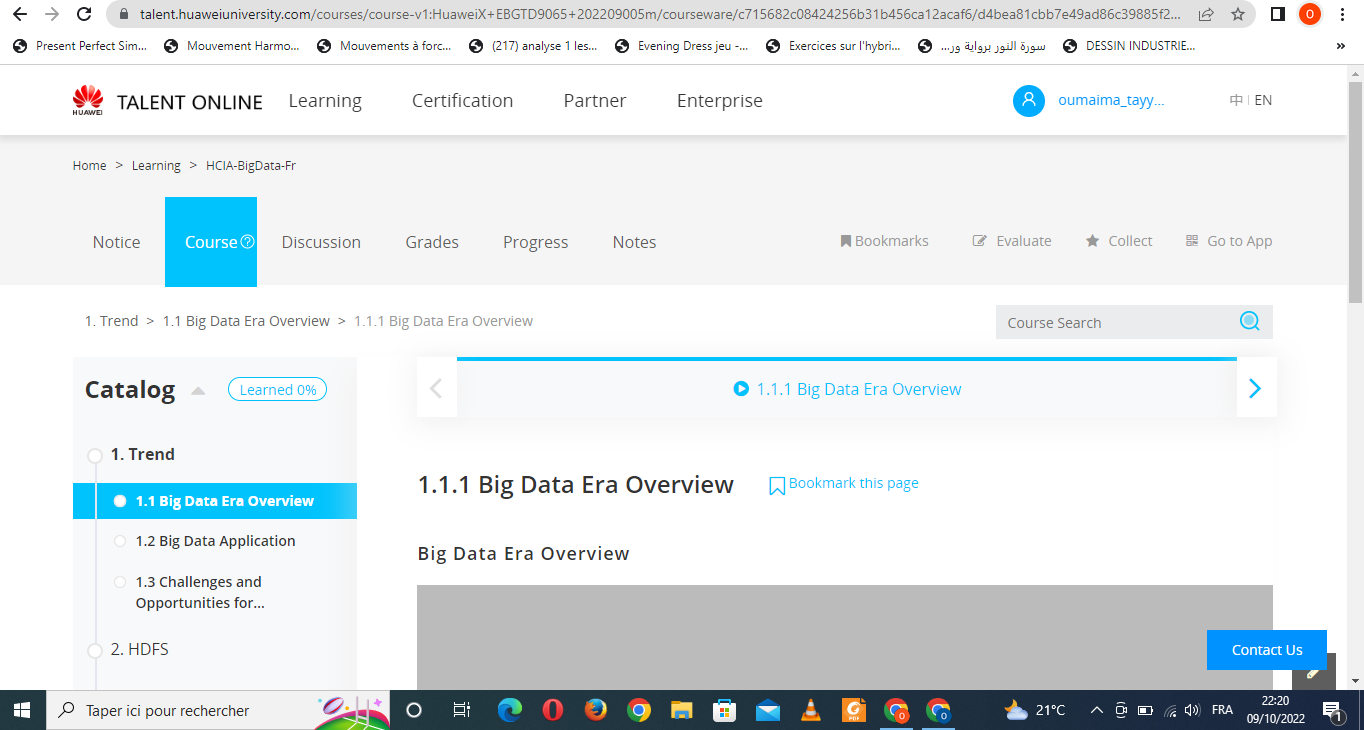 talent.huaweiuniversity.com/courses/course-v1:HuaweiX+EBGTD9065+202209005m/courseware/c715682c08424256b31b456ca12acaf6/d4bea81cbb7e49ad86c39885f2...
O
Present Perfect Sim...
Mouvement Harmo...
Mouvements à forc...
(217) analyse 1 les...
Evening Dress jeu -...
Exercices sur l'hybri...
سورة النور برواية ور...
DESSIN INDUSTRIE...
»
HUAWEI
TALENT ONLINE
Learning
Certification
Partner
Enterprise
oumaima_tayy...
中 | EN
Home > Learning > HCIA-BigData-Fr
Notice
Course
Discussion
Grades
Progress
Notes
Bookmarks
Evaluate
Collect
Go to App
1. Trend > 1.1 Big Data Era Overview > 1.1.1 Big Data Era Overview
Course Search
Catalog
Learned 0%
1.1.1 Big Data Era Overview
1. Trend
1.1 Big Data Era Overview
1.2 Big Data Application
1.3 Challenges and
Opportunities for...
2. HDFS
1.1.1 Big Data Era Overview
Bookmark this page
Big Data Era Overview
Contact Us
Taper ici pour rechercher
PDF
21°C
FRA
22:20
09/10/2022
1